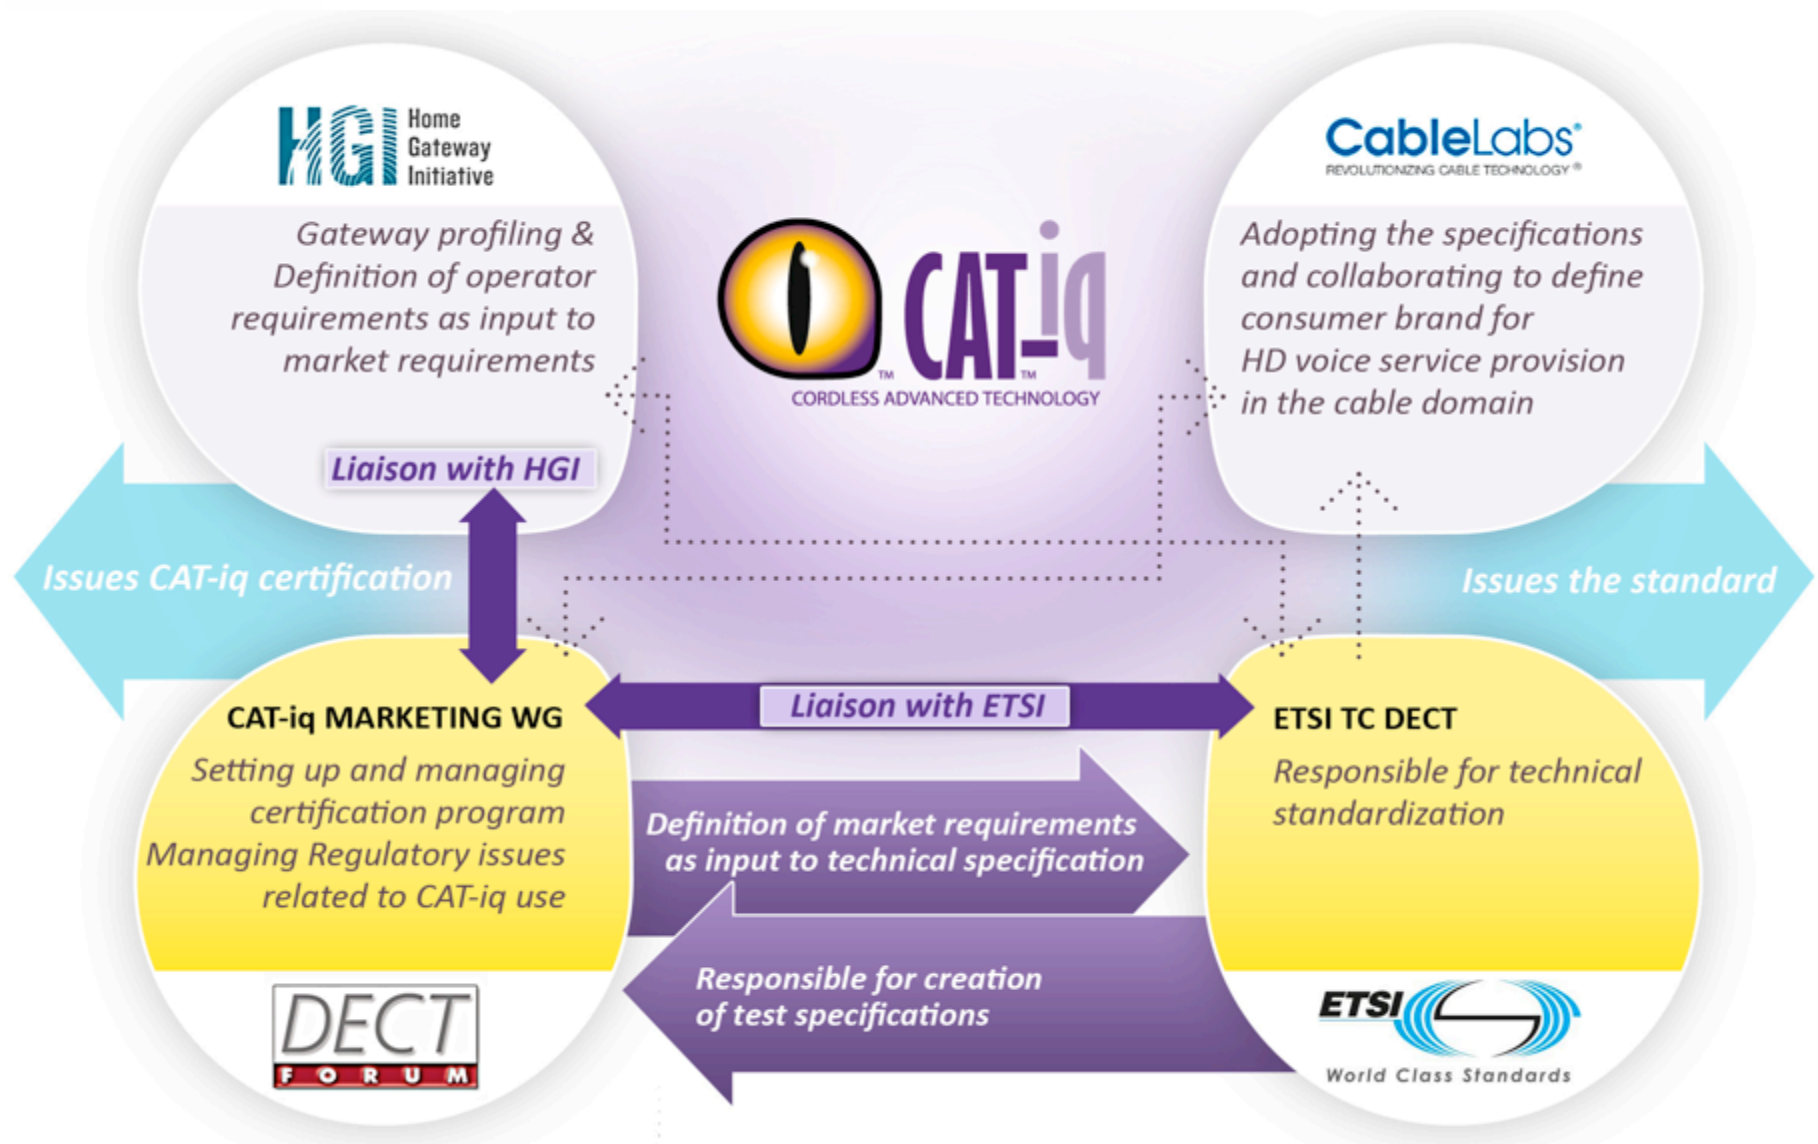 HGI
Home
Gateway
Initiative
Gateway profiling &
Definition of operator
requirements as input to
market requirements
Liaison with HGI
CAT-iq
TM
TM
CORDLESS ADVANCED TECHNOLOGY
CableLabs®
REVOLUTIONIZING CABLE TECHNOLOGY ®
Adopting the specifications
and collaborating to define
consumer brand for
HD voice service provision
in the cable domain
Issues CAT-iq certification
Issues the standard
CAT-iq MARKETING WG
Setting up and managing
certification program
Managing Regulatory issues
related to CAT-iq use
DECT
FORUM
Liaison with ETSI
Definition of market requirements
as input to technical specification
Responsible for creation
of test specifications
ETSI TC DECT
Responsible for technical
standardization
ETSI
World Class Standards